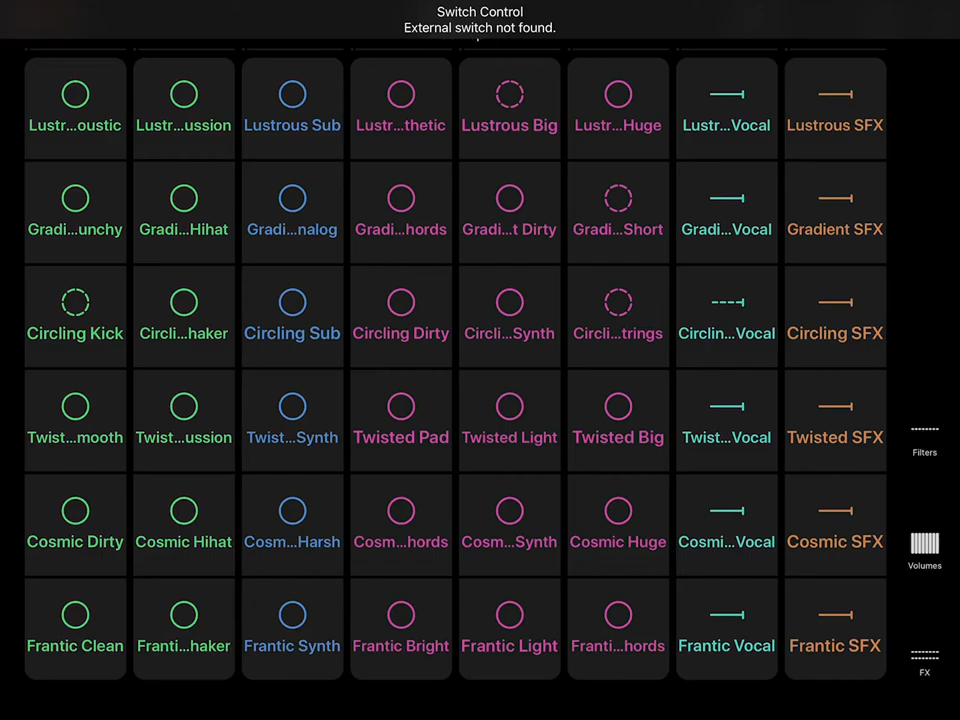 Switch Control
External switch not found.
Lustr...oustic
Lustr...ussion
Lustrous Sub
Lustr...thetic
Lustrous Big
Lustr...Huge
Lustr...Vocal
Lustrous SFX
Gradi...unchy
Gradi...Hihat
Gradi...nalog
Gradi...hords
Gradi...t Dirty
Gradi...Short
Gradi...Vocal
Gradient SFX
Circling Kick
Circli...haker
Circling Sub
Circling Dirty
Circli...Synth
Circli...trings
Circlin...Vocal
Circling SFX
Twist...mooth
Twist...ussion
Twist...Synth
Twisted Pad
Twisted Light
Twisted Big
Twist...Vocal
Twisted SFX
Filters
Cosmic Dirty
Cosmic Hihat
Cosm...Harsh
Cosm...hords
Cosm...Synth
Cosmic Huge
Cosmi...Vocal
Cosmic SFX
Volumes
Frantic Clean
Franti...haker
Frantic Synth
Frantic Bright
Frantic Light
Franti...hords
Frantic Vocal
Frantic SFX
FX